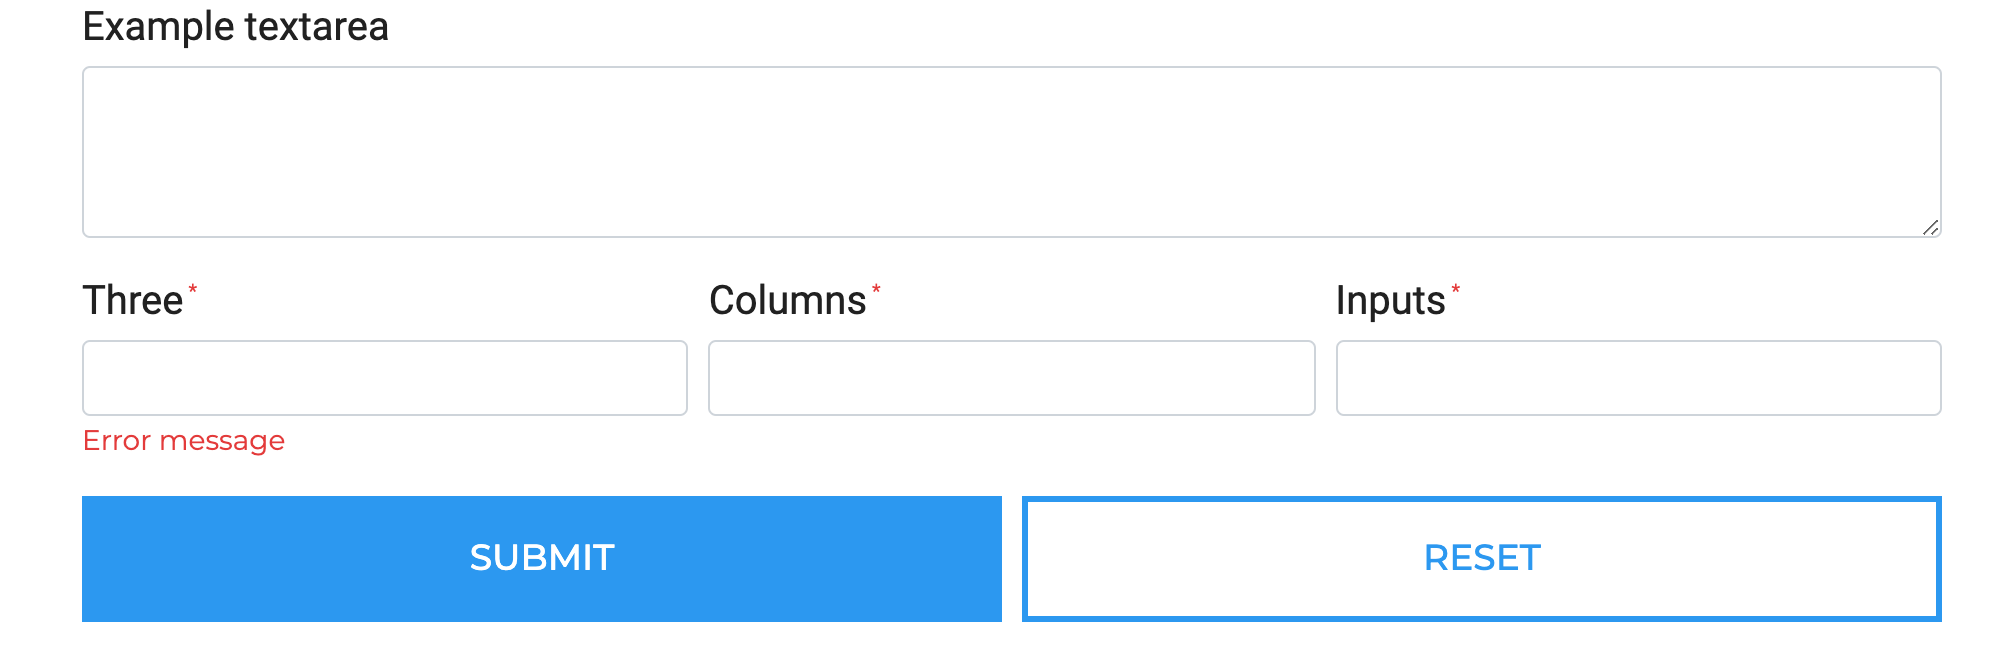 Example textarea
Three* Columns* Inputs*
Error message
SUBMIT RESET